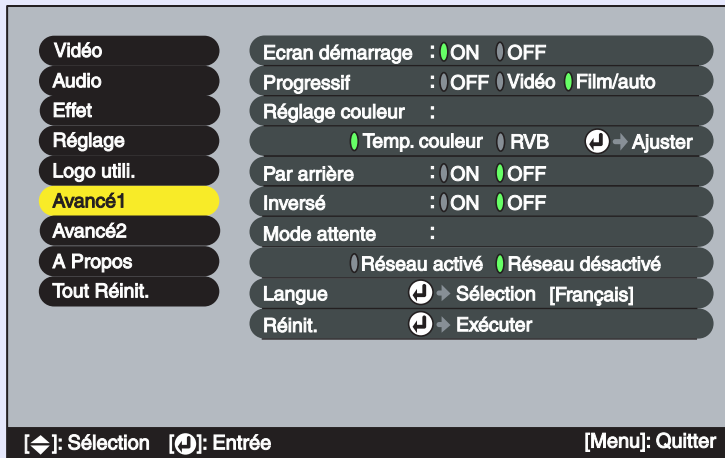 Vidéo
Audio
Effet
Réglage
Logo utili.
Avancé1
Avancé2
A Propos
Tout Réinit.
Ecran démarrage : ON OFF
Progressif : OFF Vidéo Film/auto
Réglage couleur :
Temp. couleur RVB Ajuster
Par arrière : ON OFF
Inversé : ON OFF
Mode attente :
Réseau activé Réseau désactivé
Langue Sélection [Français]
Réinit. Exécuter
[ ]: Sélection [ ]: Entrée [Menu]: Quitter